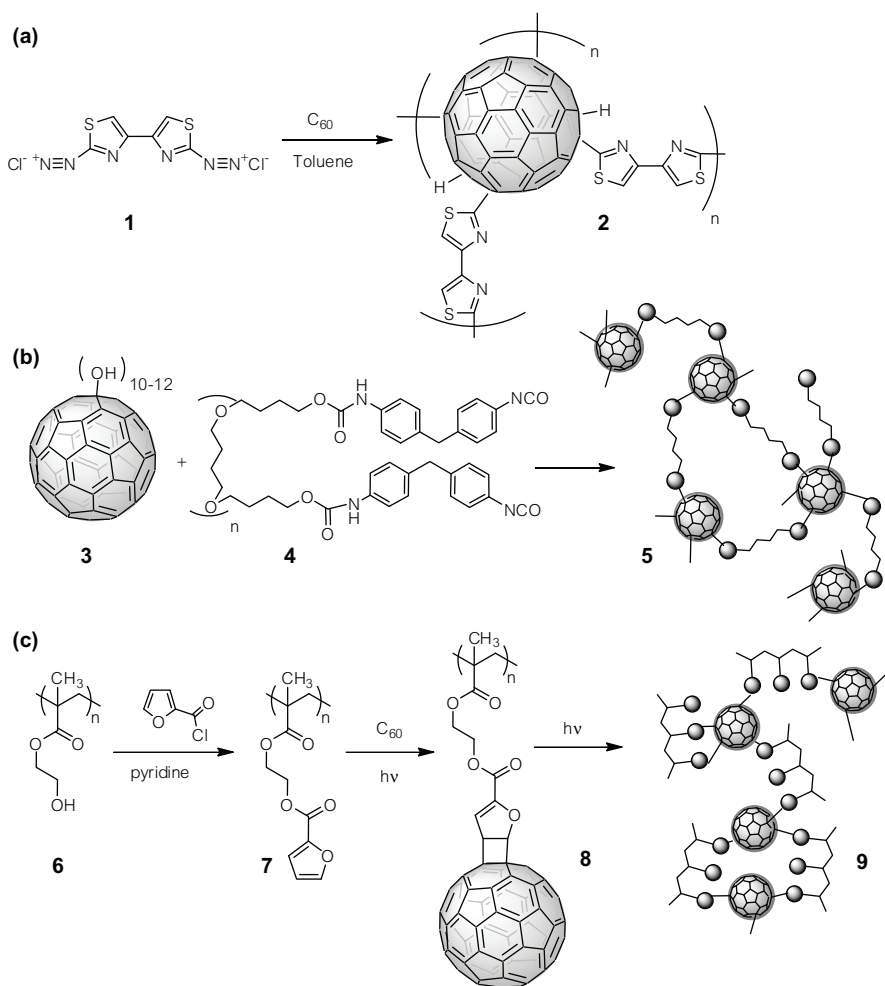 (a)
n
S
S
N
N
Cl⁻ ⁺N≡N
N≡N⁺Cl⁻
C₆₀
Toluene
H
H
N
N
S
S
n
S
N
N
S
1
2
(b)
( OH ) 10-12
+
O
O
n
O
O
H
N
NCO
O
O
N
H
NCO
3
4
5
(c)
CH₃
n
O
O
OH
6
O
O
Cl
pyridine
CH₃
n
O
O
O
O
O
7
C₆₀
hν
CH₃
n
O
O
O
O
O
8
hν
9